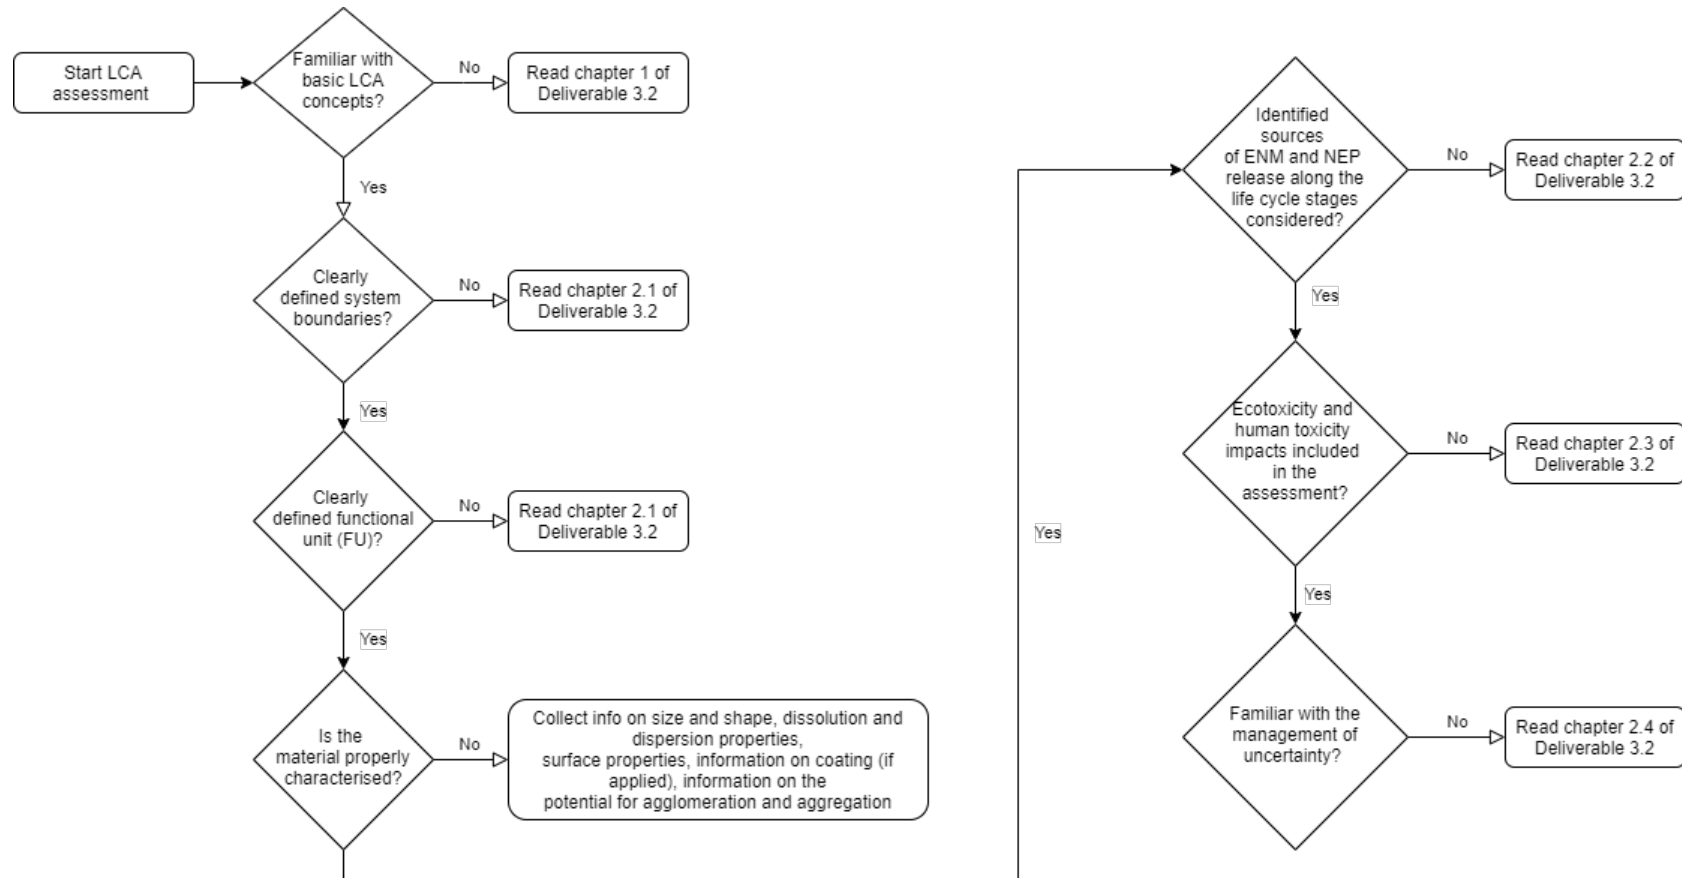 Start LCA
assessment
Familiar with
basic LCA
concepts?
No
Read chapter 1 of
Deliverable 3.2
Yes
Clearly
defined system
boundaries?
No
Read chapter 2.1 of
Deliverable 3.2
Yes
Clearly
defined functional
unit (FU)?
No
Read chapter 2.1 of
Deliverable 3.2
Yes
Is the
material properly
characterised?
No
Collect info on size and shape, dissolution and
dispersion properties,
surface properties, information on coating (if
applied), information on the
potential for agglomeration and aggregation
Yes
Identified
sources
of ENM and NEP
release along the
life cycle stages
considered?
No
Read chapter 2.2 of
Deliverable 3.2
Yes
Ecotoxicity and
human toxicity
impacts included
in the
assessment?
No
Read chapter 2.3 of
Deliverable 3.2
Yes
Familiar with the
management of
uncertainty?
No
Read chapter 2.4 of
Deliverable 3.2